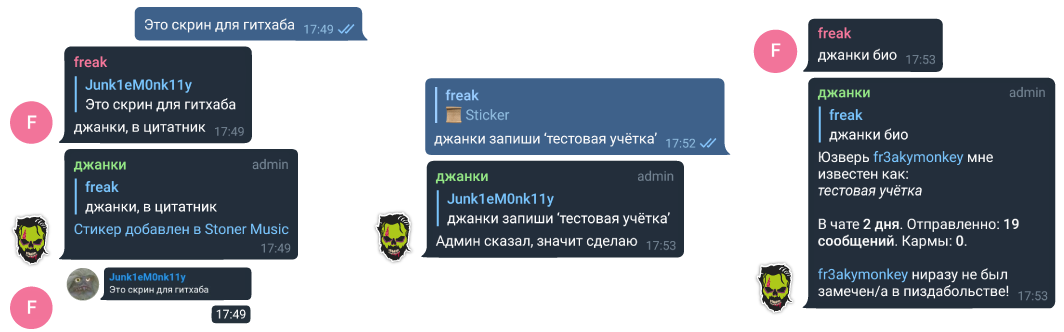 Это скрин для гитхаба 17:49
F
freak
Junk1eM0nk11y
Это скрин для гитхаба
джанки, в цитатник 17:49
джанки admin
freak
джанки, в цитатник
Стикер добавлен в Stoner Music
17:49
F
Junk1eM0nk11y
Это скрин для гитхаба
17:49
freak
Sticker
джанки запиши ‘тестовая учётка’ 17:52
джанки admin
Junk1eM0nk11y
джанки запиши ‘тестовая учётка’
Админ сказал, значит сделаю 17:53
F
freak
джанки био 17:53
джанки admin
freak
джанки био
Юзверь fr3akymonkey мне
известен как:
тестовая учётка
В чате 2 дня. Отправлено: 19
сообщений. Кармы: 0.
fr3akymonkey ниразу не был
замечен/а в пиздабольстве! 17:53